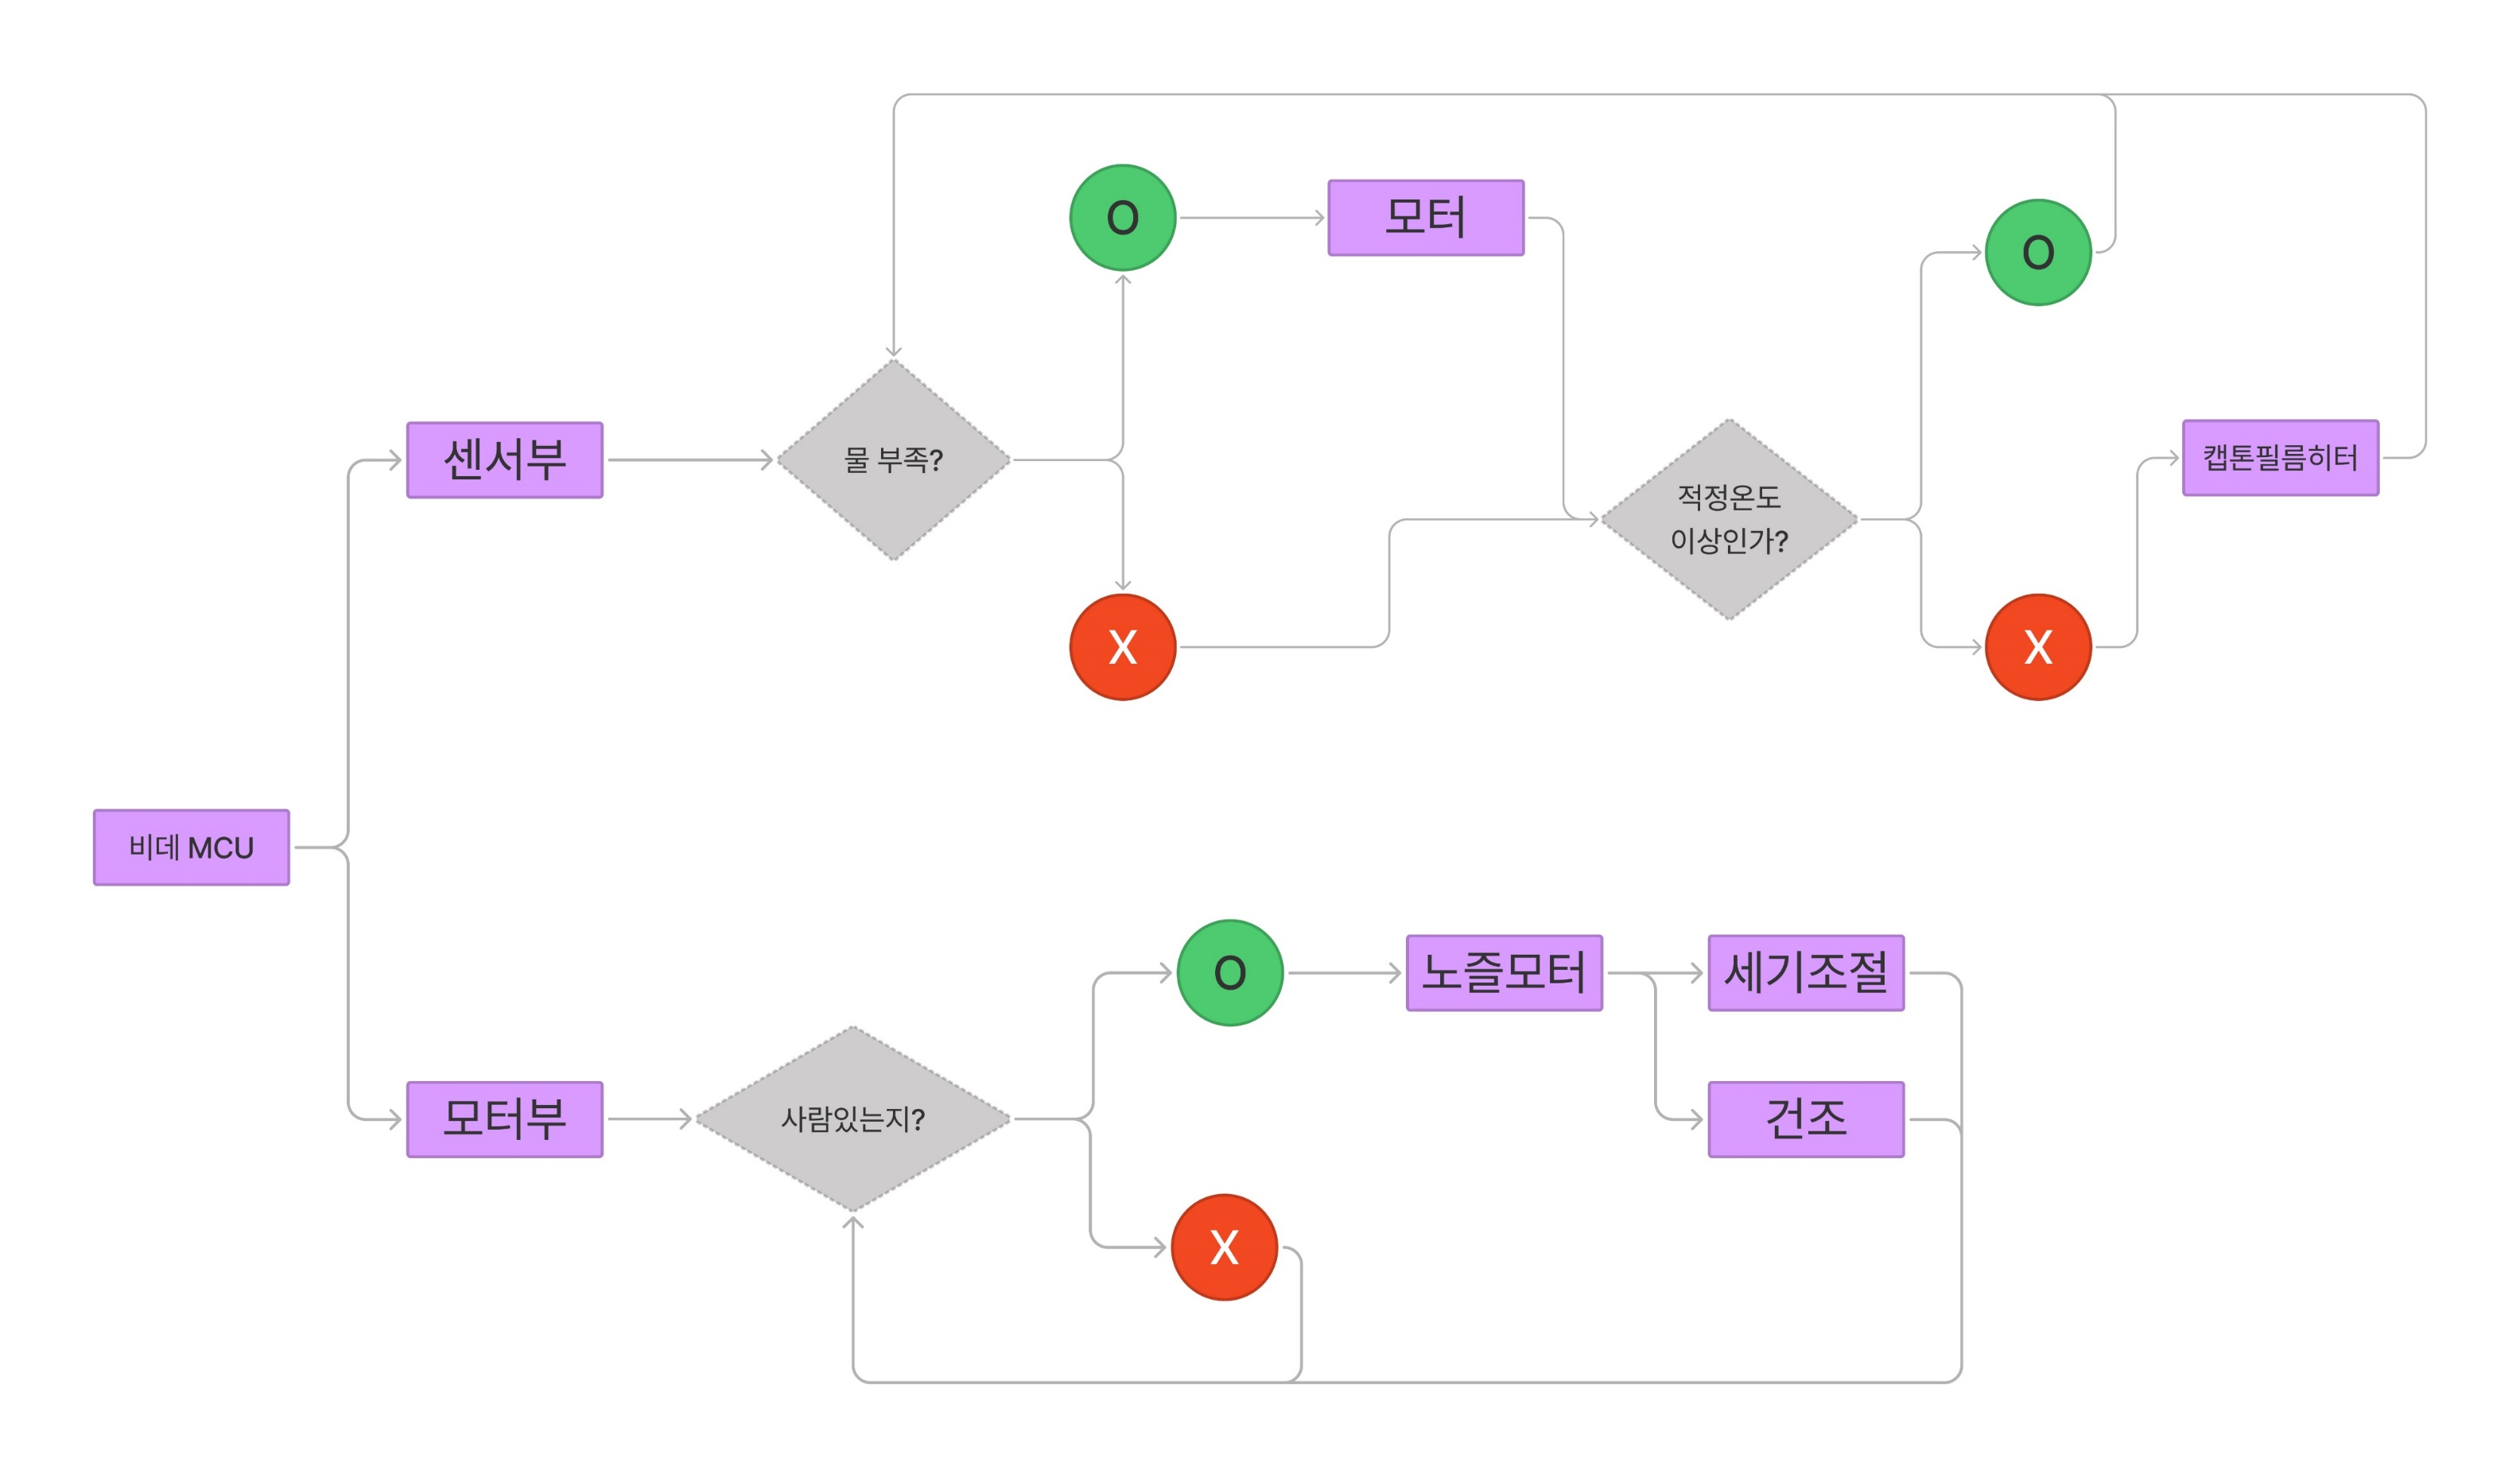 O
모터
O
센서부
물 부족?
캡톤필름히터
적정온도
이상인가?
X
X
비데 MCU
O
노즐모터
세기조절
모터부
사람있는지?
건조
X